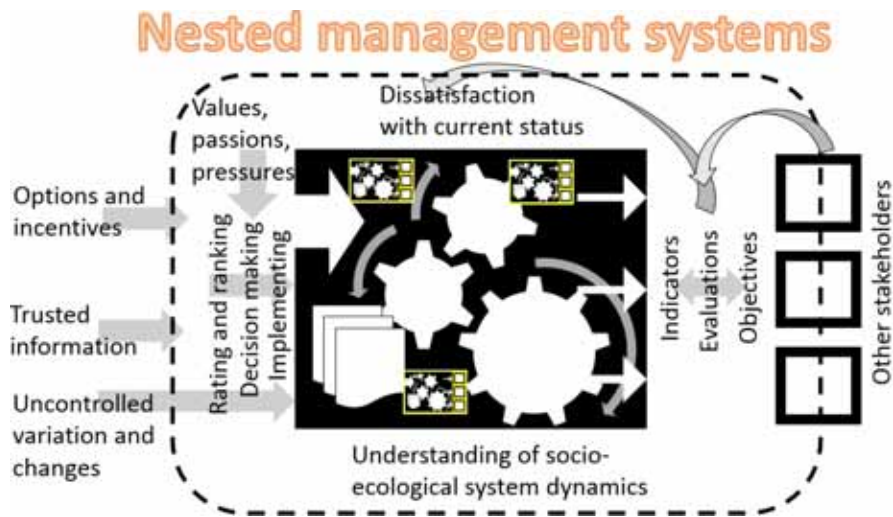 Nested management systems
Dissatisfaction
with current status
Values,
passions,
pressures
Options and
incentives
Trusted
information
Uncontrolled
variation and
changes
Rating and ranking
Decision making
Implementing
Indicators
Evaluations
Objectives
Other stakeholders
Understanding of socio-
ecological system dynamics